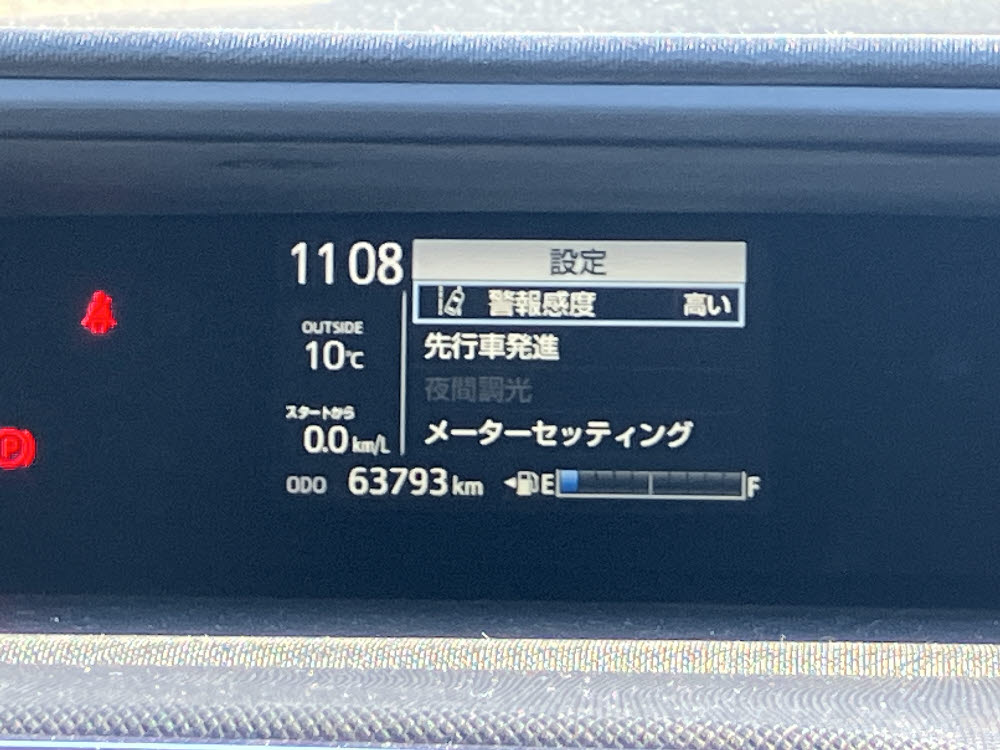 11 08
設定
警報感度 高い
OUTSIDE
10℃
先行車発進
夜間調光
スタートから
0.0 km/L
メーターセッティング
ODO 63793 km
E F
P